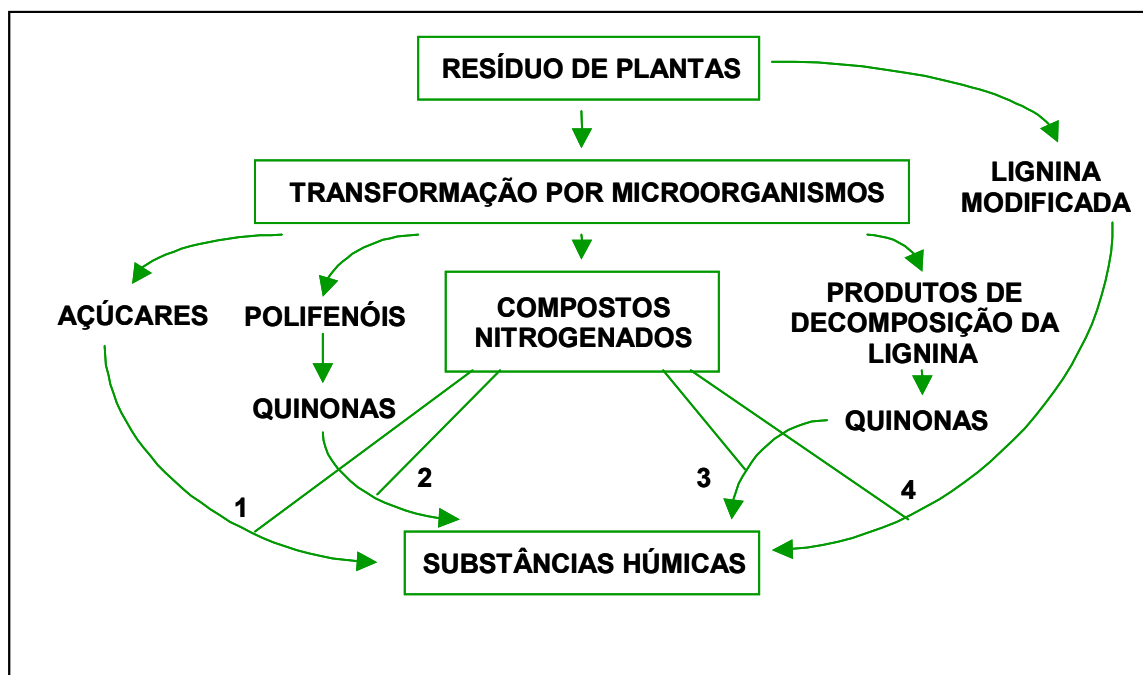 RESÍDUO DE PLANTAS
TRANSFORMAÇÃO POR MICROORGANISMOS
LIGNINA
MODIFICADA
AÇÚCARES
POLIFENÓIS
COMPOSTOS
NITROGENADOS
PRODUTOS DE
DECOMPOSIÇÃO DA
LIGNINA
QUINONAS
QUINONAS
1
2
3
4
SUBSTÂNCIAS HÚMICAS